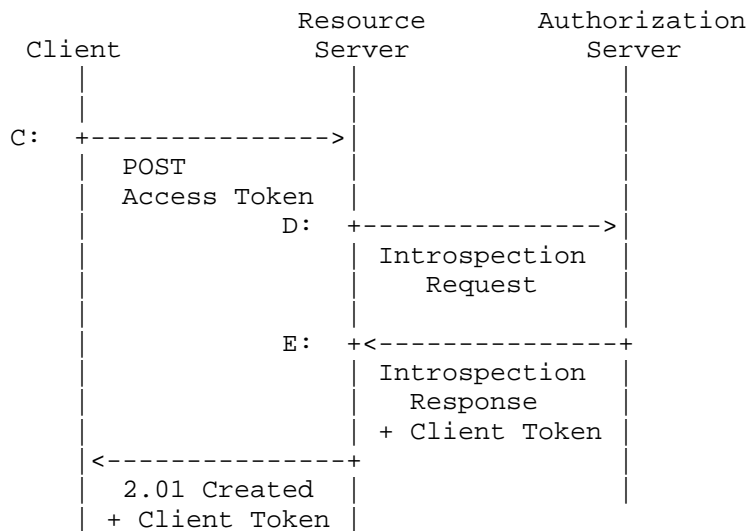 Resource Authorization
Client Server Server
C: +--------------->
POST
Access Token
D: +--------------->
Introspection
Request
E: +<---------------+
Introspection
Response
+ Client Token
<---------------+
2.01 Created
+ Client Token